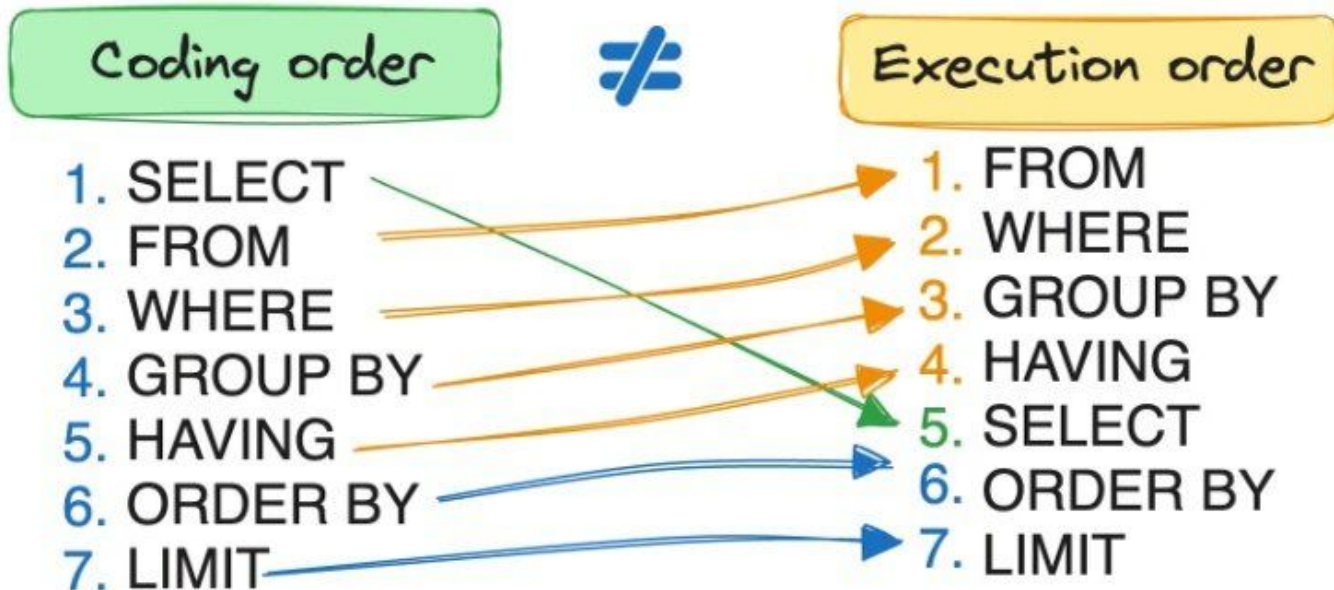 Coding order
≠
Execution order
1. SELECT
2. FROM
3. WHERE
4. GROUP BY
5. HAVING
6. ORDER BY
7. LIMIT
1. FROM
2. WHERE
3. GROUP BY
4. HAVING
5. SELECT
6. ORDER BY
7. LIMIT